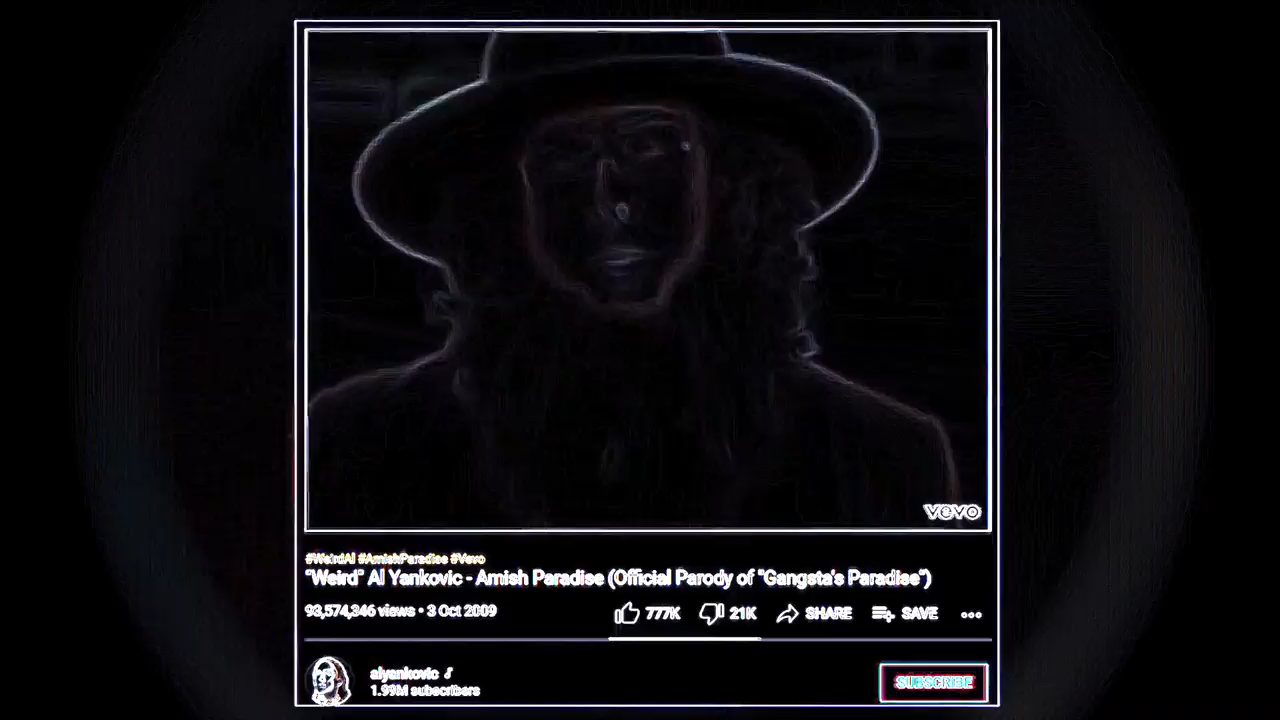 vevo
#WeirdAl #AmishParadise #Vevo
"Weird" Al Yankovic - Amish Paradise (Official Parody of "Gangsta's Paradise")
93,574,346 views • 3 Oct 2009 777K 21K SHARE SAVE
alyankovic
1.99M subscribers
SUBSCRIBE